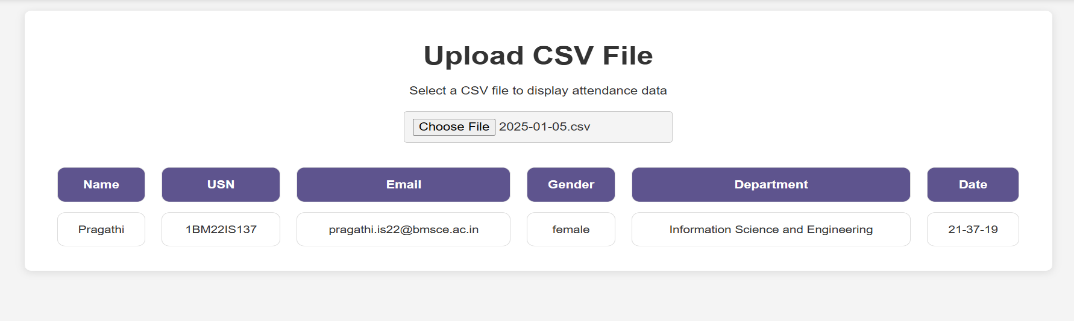 Upload CSV File
Select a CSV file to display attendance data
Choose File 2025-01-05.csv
Name USN Email Gender Department Date
Pragathi 1BM22IS137 pragathi.is22@bmsce.ac.in female Information Science and Engineering 21-37-19